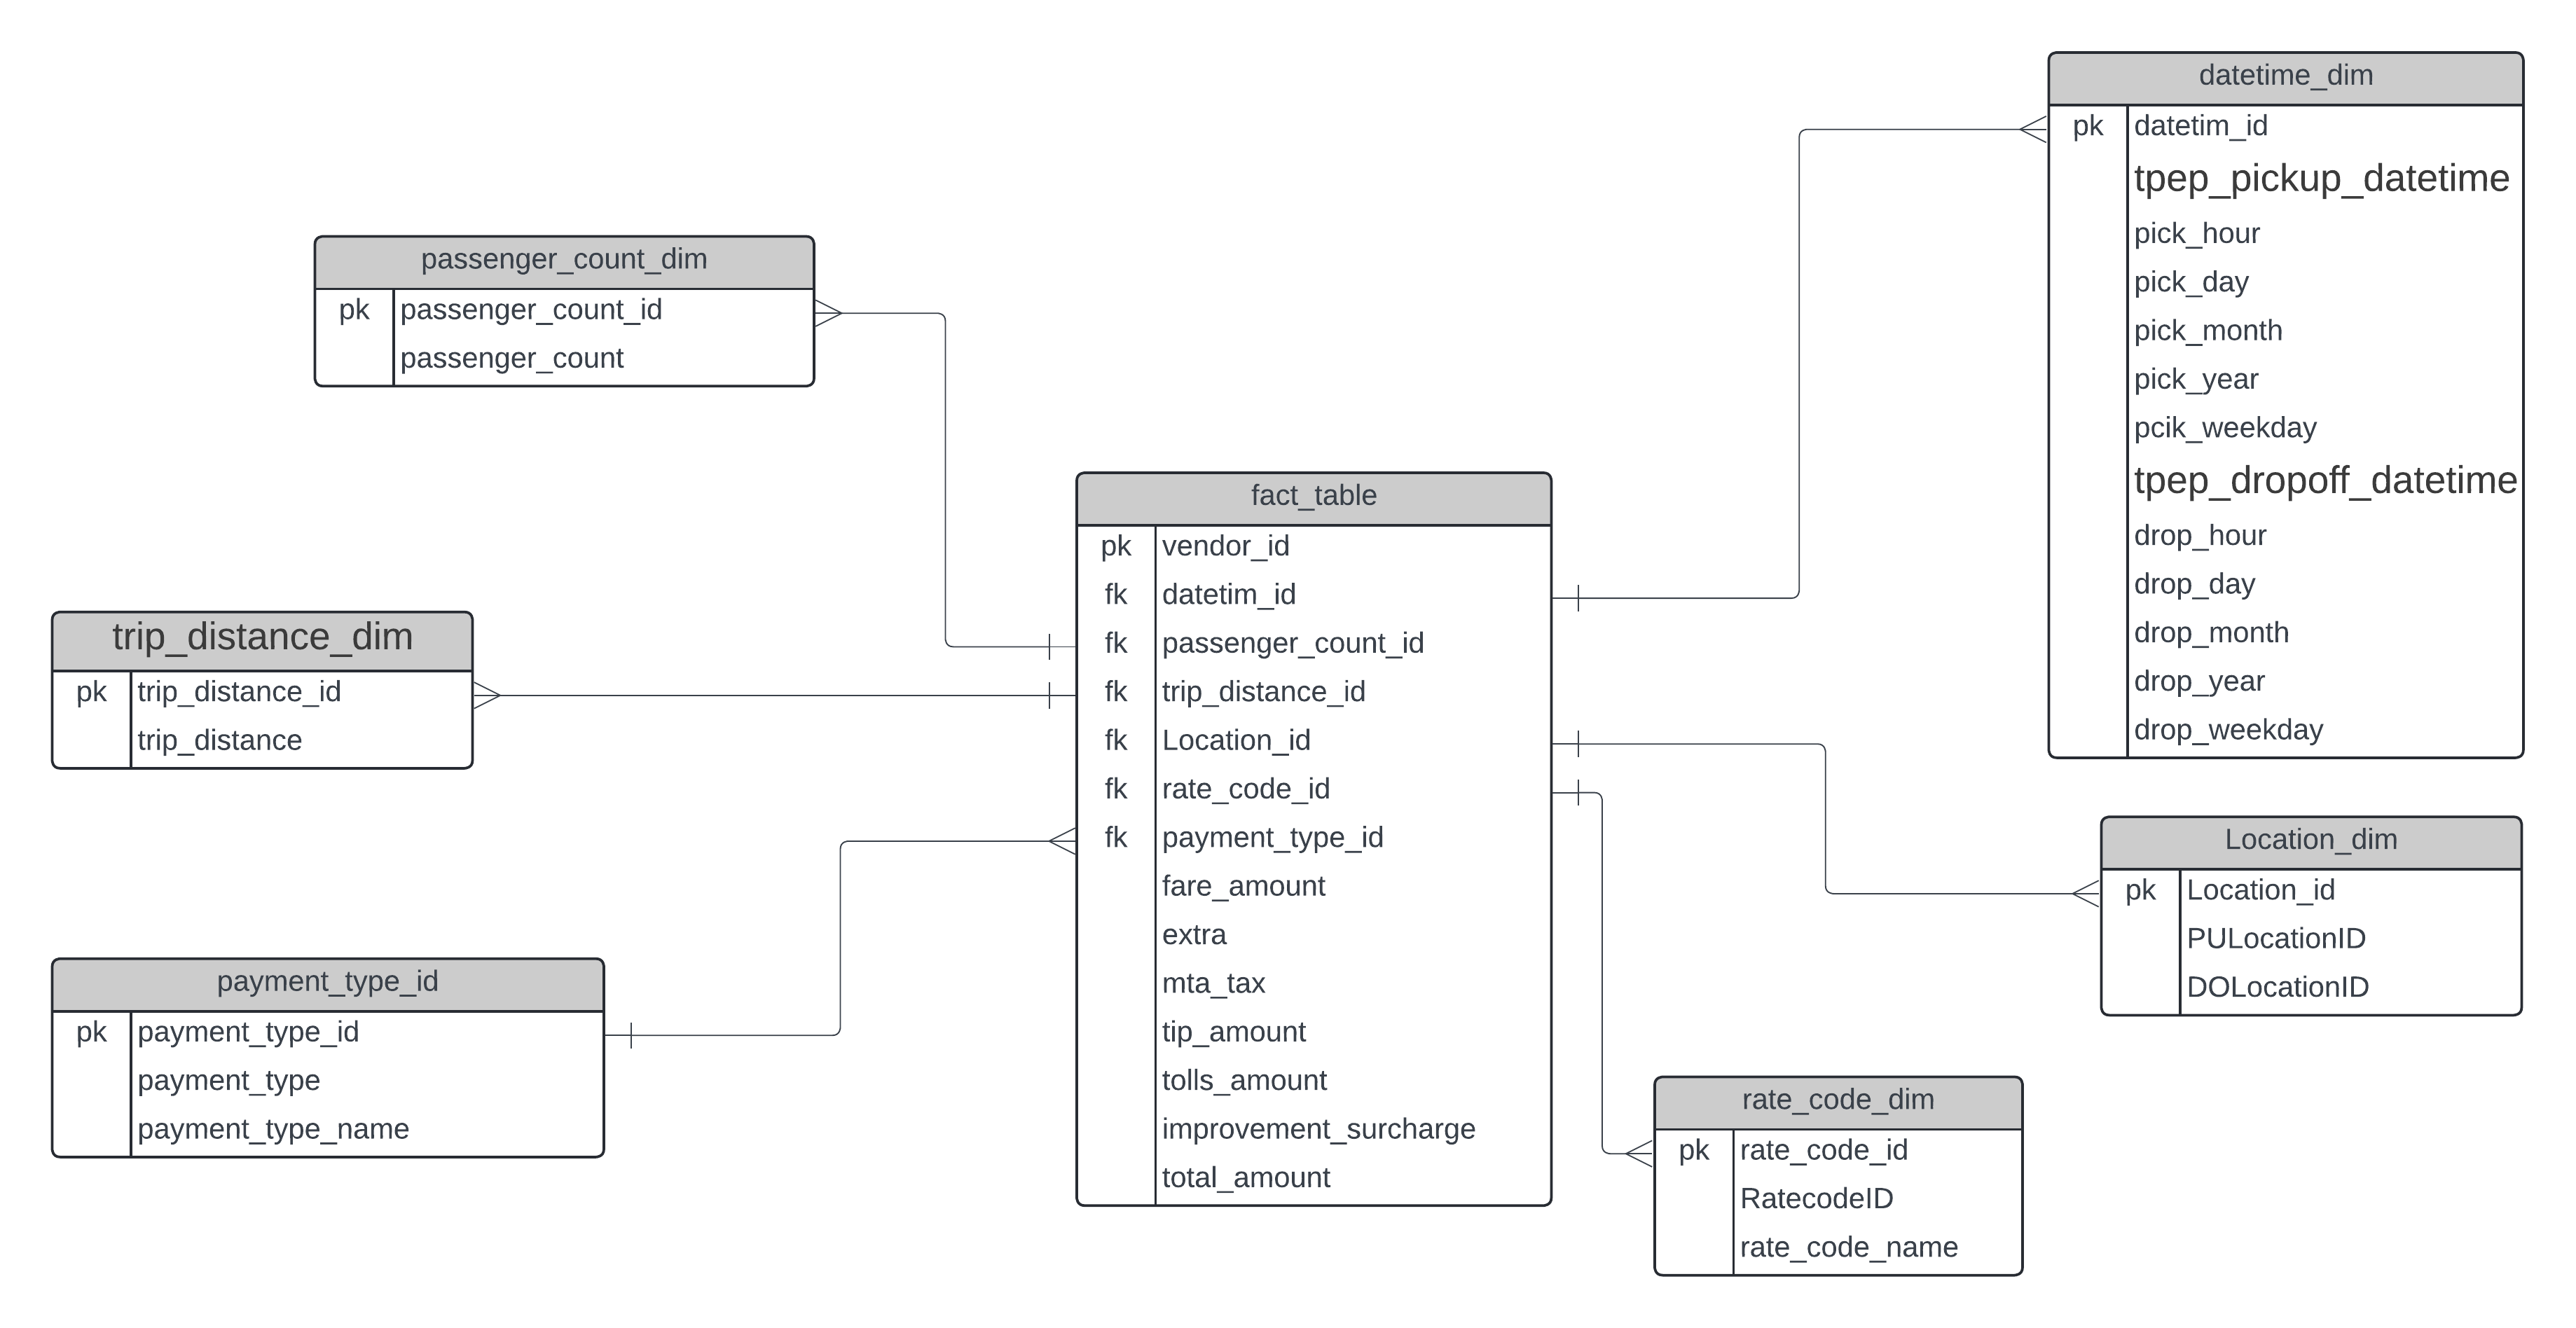 datetime_dim
pk datetim_id
tpep_pickup_datetime
pick_hour
pick_day
pick_month
pick_year
pcik_weekday
tpep_dropoff_datetime
drop_hour
drop_day
drop_month
drop_year
drop_weekday
passenger_count_dim
pk passenger_count_id
passenger_count
fact_table
pk vendor_id
fk datetim_id
fk passenger_count_id
fk trip_distance_id
fk Location_id
fk rate_code_id
fk payment_type_id
fare_amount
extra
mta_tax
tip_amount
tolls_amount
improvement_surcharge
total_amount
trip_distance_dim
pk trip_distance_id
trip_distance
Location_dim
pk Location_id
PULocationID
DOLocationID
payment_type_id
pk payment_type_id
payment_type
payment_type_name
rate_code_dim
pk rate_code_id
RatecodeID
rate_code_name